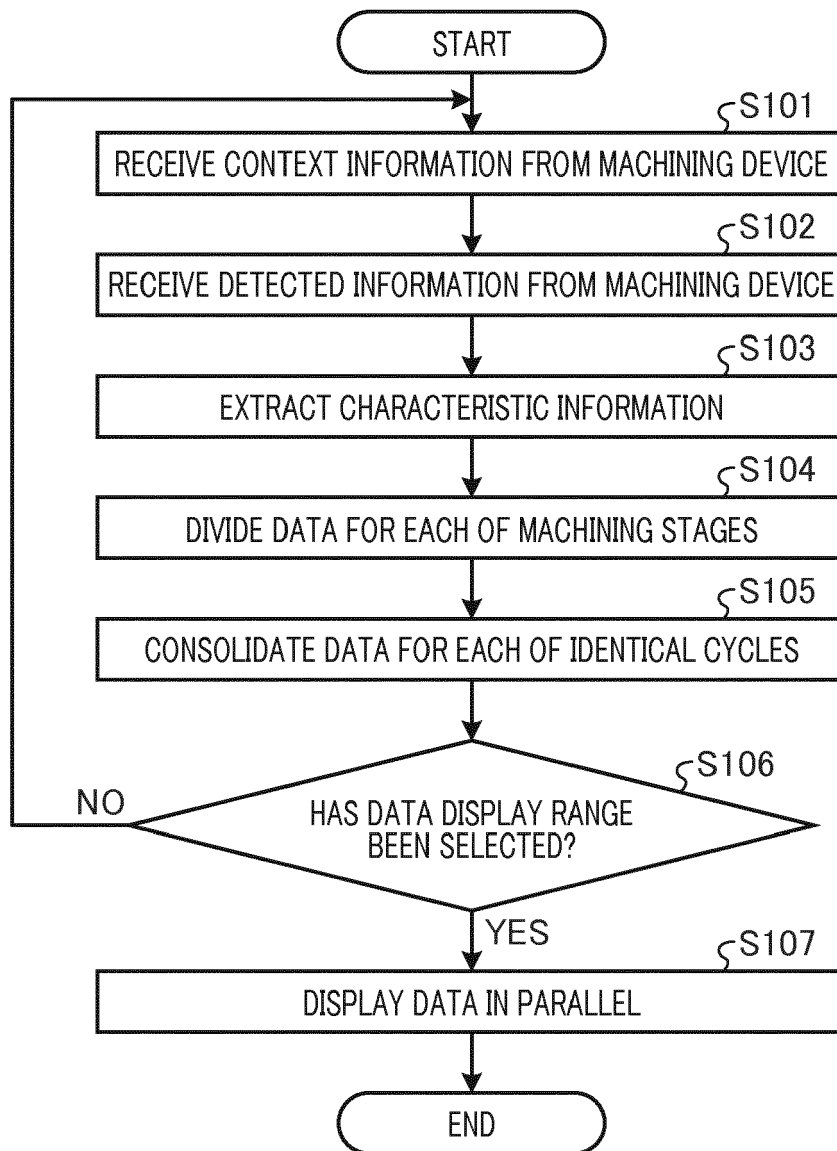 START
S101
RECEIVE CONTEXT INFORMATION FROM MACHINING DEVICE
S102
RECEIVE DETECTED INFORMATION FROM MACHINING DEVICE
S103
EXTRACT CHARACTERISTIC INFORMATION
S104
DIVIDE DATA FOR EACH OF MACHINING STAGES
S105
CONSOLIDATE DATA FOR EACH OF IDENTICAL CYCLES
S106
NO
HAS DATA DISPLAY RANGE
BEEN SELECTED?
YES
S107
DISPLAY DATA IN PARALLEL
END